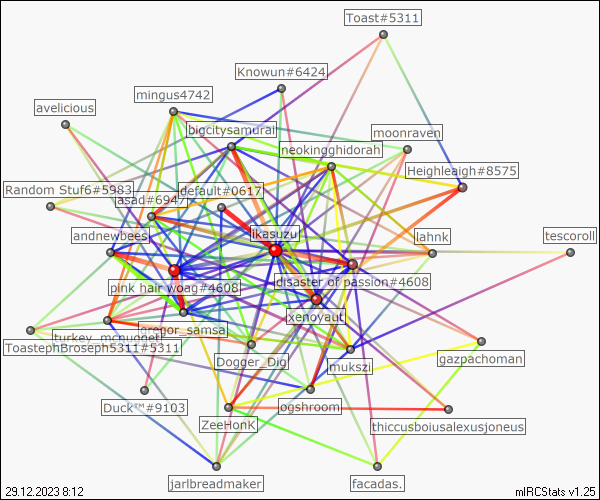 Toast#5311
Knowun#6424
mingus4742
avelicious
bigcitysamurai
moonraven
neokingghidorah
Heighleaigh#8575
Random Stuf6#5983
default#0617
asad#6947
ikasuzu
andnewbees
lahnk
tescoroll
pink hair woag#4608
disaster of passion#4608
xenoyaut
gregor_samsa
turkey_mcnugget
ToastephBroseph5311#5311
Dogger_Dig
mukszi
gazpachoman
Duck™#9103
ogshroom
ZeeHonk
thiccusboiusalexusjoneus
jarlbreadmaker
facadas.
29.12.2023 8:12
mIRCStats v1.25